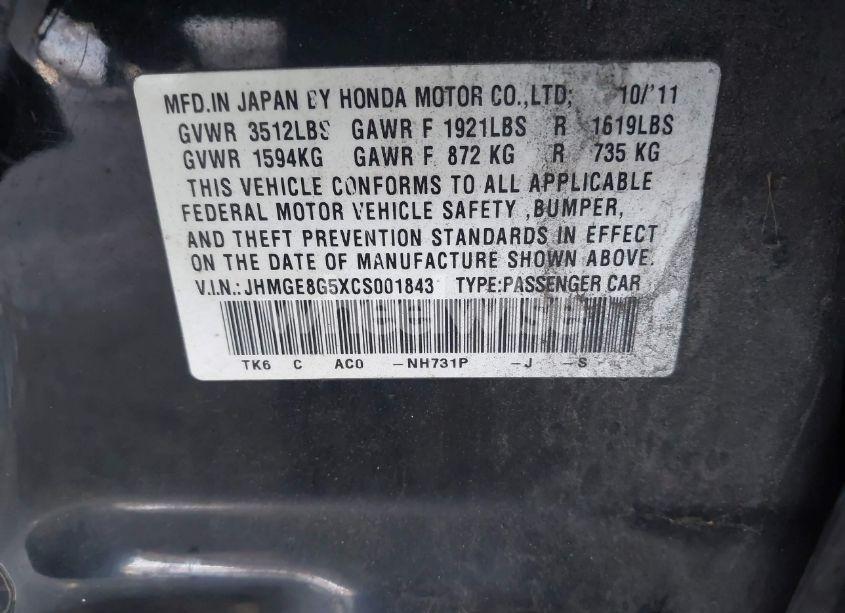 MFD.IN JAPAN BY HONDA MOTOR CO.,LTD; 10/'11
GVWR 3512LBS GAWR F 1921LBS R 1619LBS
GVWR 1594KG GAWR F 872 KG R 735 KG
THIS VEHICLE CONFORMS TO ALL APPLICABLE
FEDERAL MOTOR VEHICLE SAFETY ,BUMPER,
AND THEFT PREVENTION STANDARDS IN EFFECT
ON THE DATE OF MANUFACTURE SHOWN ABOVE.
V.I.N.:JHMGE8G5XCS001843 TYPE:PASSENGER CAR
TK6 C AC0 -NH731P -J -S